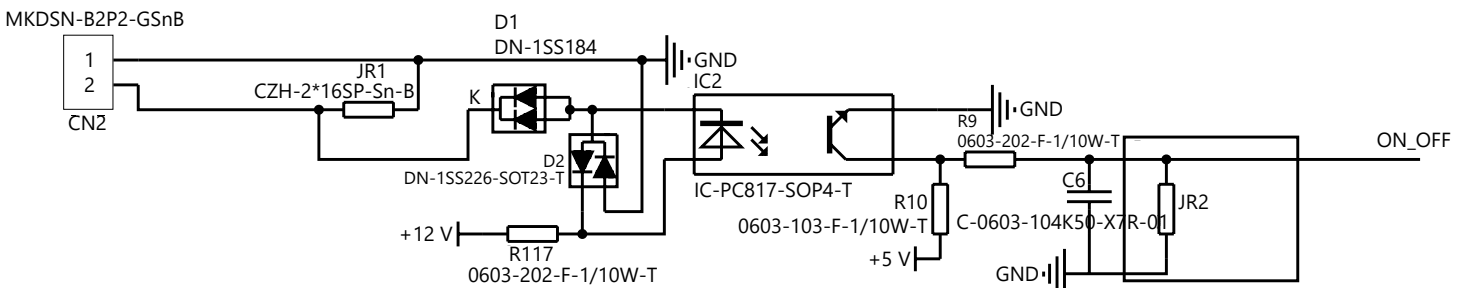 MKDSN-B2P2-GSnB
1
2
CN2
JR1
CZH-2*16SP-Sn-B
D1
DN-1SS184
K
GND
IC2
D2
DN-1SS226-SOT23-T
+12 V
R117
0603-202-F-1/10W-T
IC-PC817-SOP4-T
GND
R9
0603-202-F-1/10W-T
R10
0603-103-F-1/10W-T
+5 V
C6
C-0603-104K50-X7R-01
JR2
GND
ON_OFF